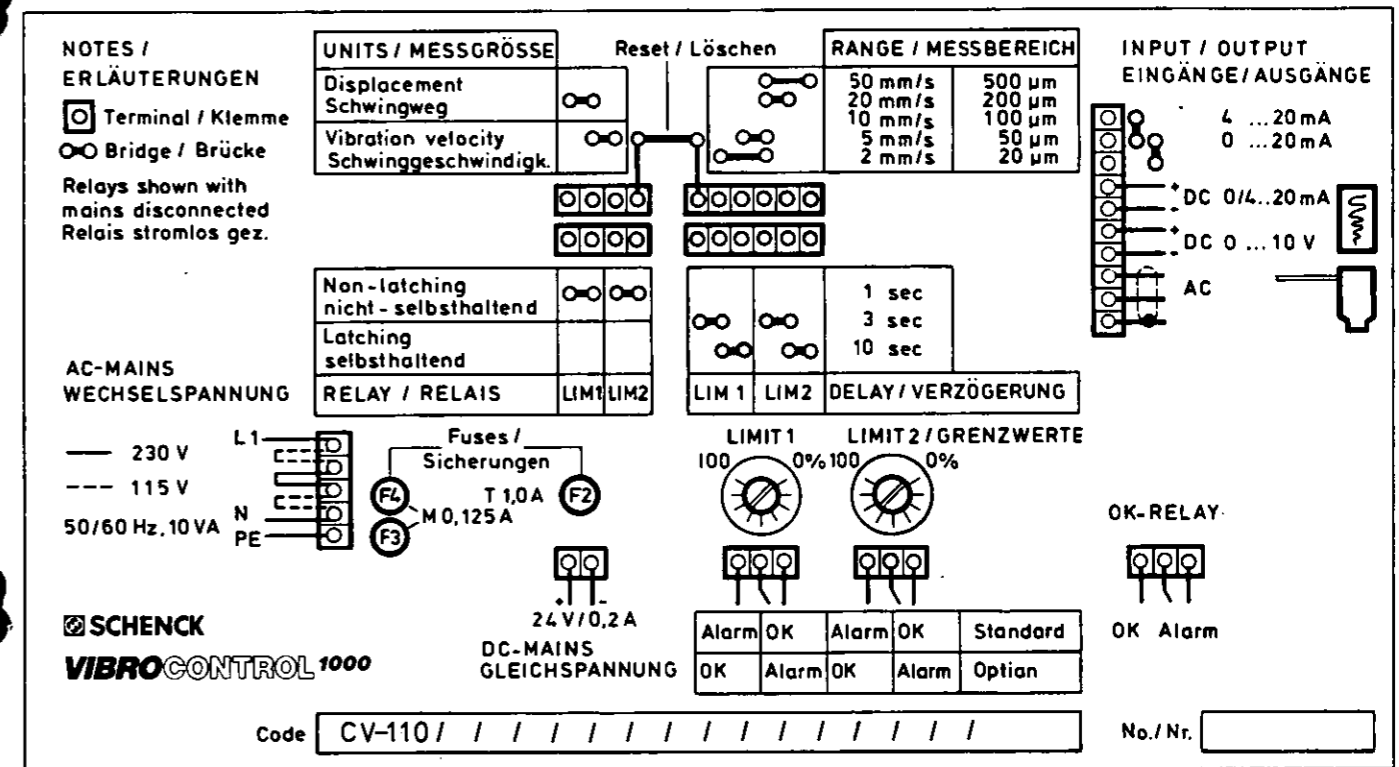 NOTES /
ERLÄUTERUNGEN
Terminal / Klemme
Bridge / Brücke
Relays shown with
mains disconnected
Relais stromlos gez.
UNITS / MESSGRÖSSE
Displacement
Schwingweg
Vibration velocity
Schwinggeschwindigk.
Reset / Löschen
RANGE / MESSBEREICH
50 mm/s 500 µm
20 mm/s 200 µm
10 mm/s 100 µm
5 mm/s 50 µm
2 mm/s 20 µm
INPUT / OUTPUT
EINGÄNGE/AUSGÄNGE
4 ...20 mA
0 ...20 mA
+ DC 0/4..20mA
-
+ DC 0 ... 10 V
-
AC
Non-latching
nicht - selbsthaltend
Latching
selbsthaltend
RELAY / RELAIS LIM1 LIM2
1 sec
3 sec
10 sec
LIM 1 LIM2 DELAY / VERZÖGERUNG
AC-MAINS
WECHSELSPANNUNG
230 V
115 V
50/60 Hz, 10 VA
L1
N
PE
Fuses /
Sicherungen
F4 T 1,0 A F2
M 0,125 A
F3
LIMIT 1 LIMIT 2 / GRENZWERTE
100 0% 100 0%
OK-RELAY
OK Alarm
+ -
24 V / 0,2 A
DC-MAINS
GLEICHSPANNUNG
Alarm OK Alarm OK Standard
OK Alarm OK Alarm Option
SCHENCK
VIBROCONTROL 1000
Code CV-110 / / / / / / / / / / / / / / /
No./ Nr.